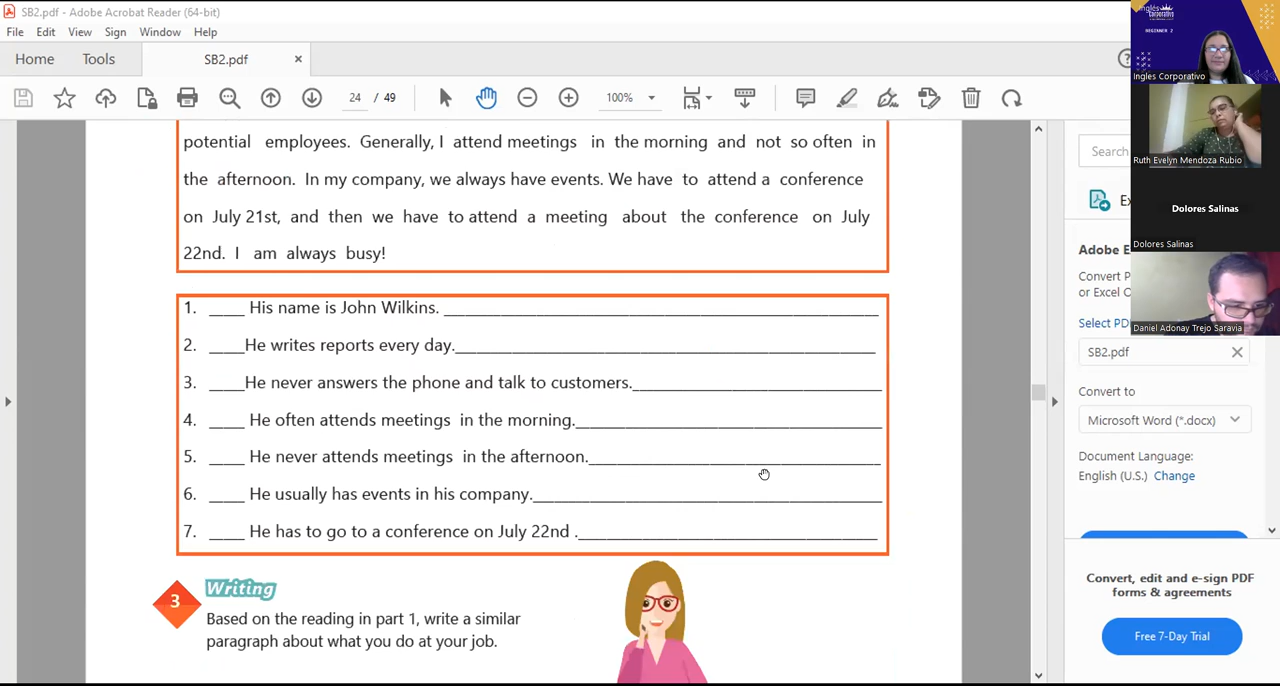 SB2.pdf - Adobe Acrobat Reader (64-bit)
File Edit View Sign Window Help
Home Tools SB2.pdf ×
24 / 49 100%
potential employees. Generally, I attend meetings in the morning and not so often in
the afternoon. In my company, we always have events. We have to attend a conference
on July 21st, and then we have to attend a meeting about the conference on July
22nd. I am always busy!
1. ____ His name is John Wilkins. ____
2. ____He writes reports every day.____
3. ____He never answers the phone and talk to customers.____
4. ____ He often attends meetings in the morning.____
5. ____ He never attends meetings in the afternoon.____
6. ____ He usually has events in his company.____
7. ____ He has to go to a conference on July 22nd .____
3 Writing
Based on the reading in part 1, write a similar
paragraph about what you do at your job.
Search
Ex
Adobe E
Convert P
or Excel O
Select PD
SB2.pdf
Convert to
Microsoft Word (*.docx)
Document Language:
English (U.S.) Change
Convert, edit and e-sign PDF
forms & agreements
Free 7-Day Trial
Inglés
Corporativo
BEGINNER 2
Ingles Corporativo
Ruth Evelyn Mendoza Rubio
Dolores Salinas
Dolores Salinas
Daniel Adonay Trejo Saravia